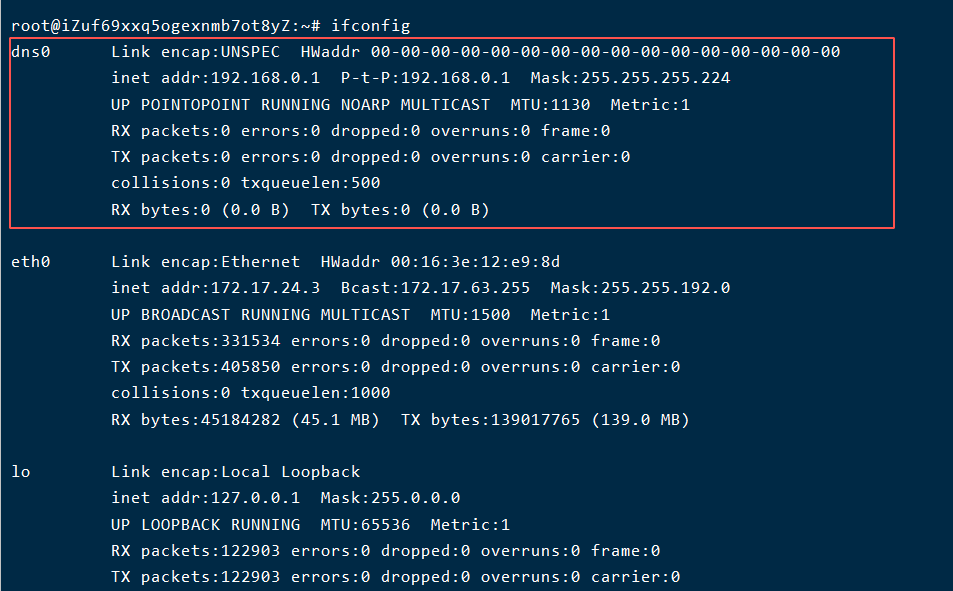 root@iZuf69xxq5ogexnmb7ot8yZ:~# ifconfig
dns0      Link encap:UNSPEC  HWaddr 00-00-00-00-00-00-00-00-00-00-00-00-00-00-00-00
          inet addr:192.168.0.1  P-t-P:192.168.0.1  Mask:255.255.255.224
          UP POINTOPOINT RUNNING NOARP MULTICAST  MTU:1130  Metric:1
          RX packets:0 errors:0 dropped:0 overruns:0 frame:0
          TX packets:0 errors:0 dropped:0 overruns:0 carrier:0
          collisions:0 txqueuelen:500
          RX bytes:0 (0.0 B)  TX bytes:0 (0.0 B)

eth0      Link encap:Ethernet  HWaddr 00:16:3e:12:e9:8d
          inet addr:172.17.24.3  Bcast:172.17.63.255  Mask:255.255.192.0
          UP BROADCAST RUNNING MULTICAST  MTU:1500  Metric:1
          RX packets:331534 errors:0 dropped:0 overruns:0 frame:0
          TX packets:405850 errors:0 dropped:0 overruns:0 carrier:0
          collisions:0 txqueuelen:1000
          RX bytes:45184282 (45.1 MB)  TX bytes:139017765 (139.0 MB)

lo        Link encap:Local Loopback
          inet addr:127.0.0.1  Mask:255.0.0.0
          UP LOOPBACK RUNNING  MTU:65536  Metric:1
          RX packets:122903 errors:0 dropped:0 overruns:0 frame:0
          TX packets:122903 errors:0 dropped:0 overruns:0 carrier:0